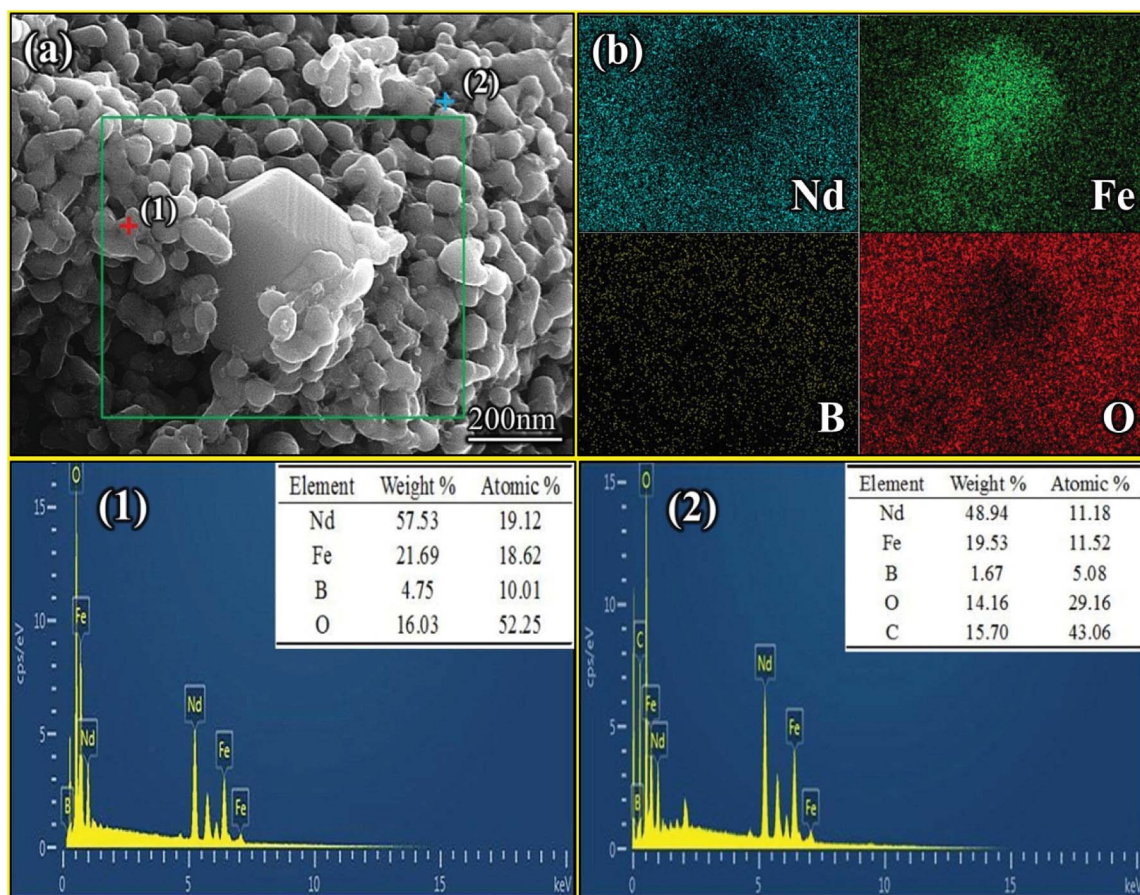 (a)
(2)
(1)
200nm
(b)
Nd
Fe
B
O
(1)
Element Weight % Atomic %
Nd 57.53 19.12
Fe 21.69 18.62
B 4.75 10.01
O 16.03 52.25
O
Fe
Nd
B
Nd
Fe
Fe
cps/eV
15
10
5
0
0 5 10 15 keV
(2)
Element Weight % Atomic %
Nd 48.94 11.18
Fe 19.53 11.52
B 1.67 5.08
O 14.16 29.16
C 15.70 43.06
O
C
Fe
Nd
B
Nd
Fe
Fe
cps/eV
15
10
5
0
0 5 10 15 keV